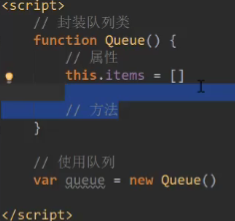 <script>
// 封装队列类
function Queue() {
// 属性
this.items = []
// 方法
}
// 使用队列
var queue = new Queue()
</script>